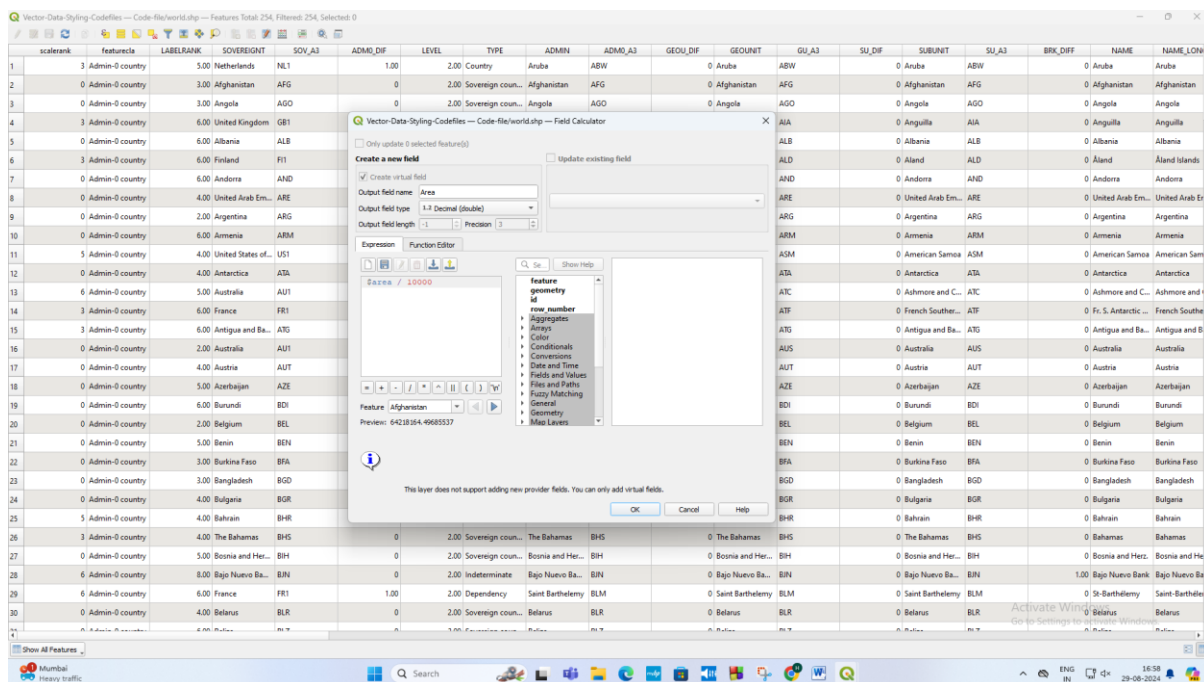 Vector-Data-Styling-Codefiles — Code-file/world.shp — Features Total: 254, Filtered: 254, Selected: 0
scalerank featurecla LABELRANK SOVEREIGNT SOV_A3 ADM0_DIF LEVEL TYPE ADMIN ADM0_A3 GEOU_DIF GEOUNIT GU_A3 SU_DIF SUBUNIT SU_A3 BRK_DIFF NAME NAME_LON
1 3 Admin-0 country 5.00 Netherlands NL1 1.00 2.00 Country Aruba ABW 0 Aruba ABW 0 Aruba ABW 0 Aruba Aruba
2 0 Admin-0 country 3.00 Afghanistan AFG 0 2.00 Sovereign coun... Afghanistan AFG 0 Afghanistan AFG 0 Afghanistan AFG 0 Afghanistan Afghanistan
3 0 Admin-0 country 3.00 Angola AGO 0 2.00 Sovereign coun... Angola AGO 0 Angola AGO 0 Angola AGO 0 Angola Angola
4 3 Admin-0 country 6.00 United Kingdom GB1 AIA 0 Anguilla AIA 0 Anguilla Anguilla
5 0 Admin-0 country 6.00 Albania ALB ALB 0 Albania ALB 0 Albania Albania
6 3 Admin-0 country 6.00 Finland FI1 ALD 0 Aland ALD 0 Åland Åland Islands
7 0 Admin-0 country 6.00 Andorra AND AND 0 Andorra AND 0 Andorra Andorra
8 0 Admin-0 country 4.00 United Arab Em... ARE ARE 0 United Arab Em... ARE 0 United Arab Em... United Arab Er
9 0 Admin-0 country 2.00 Argentina ARG ARG 0 Argentina ARG 0 Argentina Argentina
10 0 Admin-0 country 6.00 Armenia ARM ARM 0 Armenia ARM 0 Armenia Armenia
11 5 Admin-0 country 4.00 United States of... US1 ASM 0 American Samoa ASM 0 American Samoa American Sam
12 0 Admin-0 country 4.00 Antarctica ATA ATA 0 Antarctica ATA 0 Antarctica Antarctica
13 6 Admin-0 country 5.00 Australia AU1 ATC 0 Ashmore and C... ATC 0 Ashmore and C... Ashmore and
14 3 Admin-0 country 6.00 France FR1 ATF 0 French Souther... ATF 0 Fr. S. Antarctic ... French Southe
15 3 Admin-0 country 6.00 Antigua and Ba... ATG ATG 0 Antigua and Ba... ATG 0 Antigua and Ba... Antigua and B
16 0 Admin-0 country 2.00 Australia AU1 AUS 0 Australia AUS 0 Australia Australia
17 0 Admin-0 country 4.00 Austria AUT AUT 0 Austria AUT 0 Austria Austria
18 0 Admin-0 country 5.00 Azerbaijan AZE AZE 0 Azerbaijan AZE 0 Azerbaijan Azerbaijan
19 0 Admin-0 country 6.00 Burundi BDI BDI 0 Burundi BDI 0 Burundi Burundi
20 0 Admin-0 country 2.00 Belgium BEL BEL 0 Belgium BEL 0 Belgium Belgium
21 0 Admin-0 country 5.00 Benin BEN BEN 0 Benin BEN 0 Benin Benin
22 0 Admin-0 country 3.00 Burkina Faso BFA BFA 0 Burkina Faso BFA 0 Burkina Faso Burkina Faso
23 0 Admin-0 country 3.00 Bangladesh BGD BGD 0 Bangladesh BGD 0 Bangladesh Bangladesh
24 0 Admin-0 country 4.00 Bulgaria BGR BGR 0 Bulgaria BGR 0 Bulgaria Bulgaria
25 5 Admin-0 country 4.00 Bahrain BHR BHR 0 Bahrain BHR 0 Bahrain Bahrain
26 3 Admin-0 country 4.00 The Bahamas BHS 0 2.00 Sovereign coun... The Bahamas BHS 0 The Bahamas BHS 0 The Bahamas BHS 0 Bahamas Bahamas
27 0 Admin-0 country 5.00 Bosnia and Her... BIH 0 2.00 Sovereign coun... Bosnia and Her... BIH 0 Bosnia and Her... BIH 0 Bosnia and Her... BIH 0 Bosnia and Herz. Bosnia and He
28 6 Admin-0 country 8.00 Bajo Nuevo Ba... BJN 0 2.00 Indeterminate Bajo Nuevo Ba... BJN 0 Bajo Nuevo Ba... BJN 0 Bajo Nuevo Ba... BJN 1.00 Bajo Nuevo Bank Bajo Nuevo Ba
29 6 Admin-0 country 6.00 France FR1 1.00 2.00 Dependency Saint Barthelemy BLM 0 Saint Barthelemy BLM 0 Saint Barthelemy BLM 0 St-Barthélemy Saint-Barthéle
30 0 Admin-0 country 4.00 Belarus BLR 0 2.00 Sovereign coun... Belarus BLR 0 Belarus BLR 0 Belarus BLR 0 Belarus Belarus
Vector-Data-Styling-Codefiles — Code-file/world.shp — Field Calculator
Only update 0 selected feature(s)
Create a new field
Update existing field
Create virtual field
Output field name Area
Output field type 1.2 Decimal (double)
Output field length -1 Precision 3
Expression Function Editor
Se... Show Help
$area / 10000
feature
geometry
id
row_number
Aggregates
Arrays
Color
Conditionals
Conversions
Date and Time
Fields and Values
Files and Paths
Fuzzy Matching
General
Geometry
Map Layers
= + - / * ^ || ( ) '\n'
Feature Afghanistan
Preview: 64218164.49685537
This layer does not support adding new provider fields. You can only add virtual fields.
OK Cancel Help
Activate Windows
Go to Settings to activate Windows.
Show All Features
Mumbai
Heavy traffic
Search
ENG
IN
16:58
29-08-2024